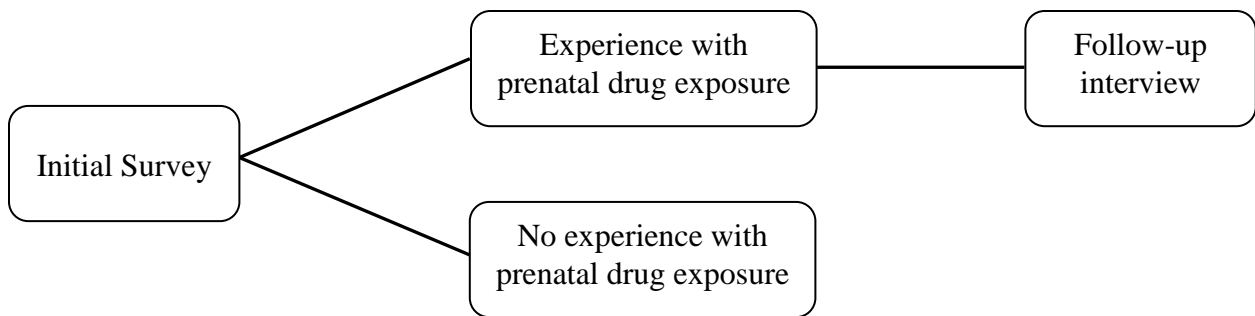 Initial Survey
Experience with
prenatal drug exposure
Follow-up
interview
No experience with
prenatal drug exposure